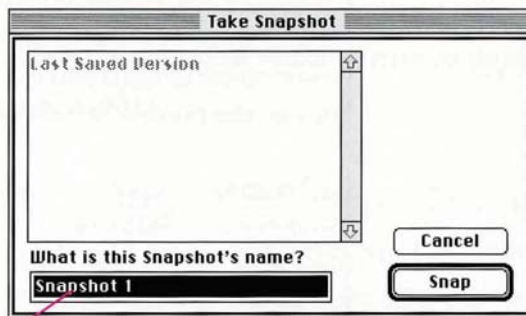 Take Snapshot
Last Saved Version
What is this Snapshot's name?
Snapshot 1
Cancel
Snap